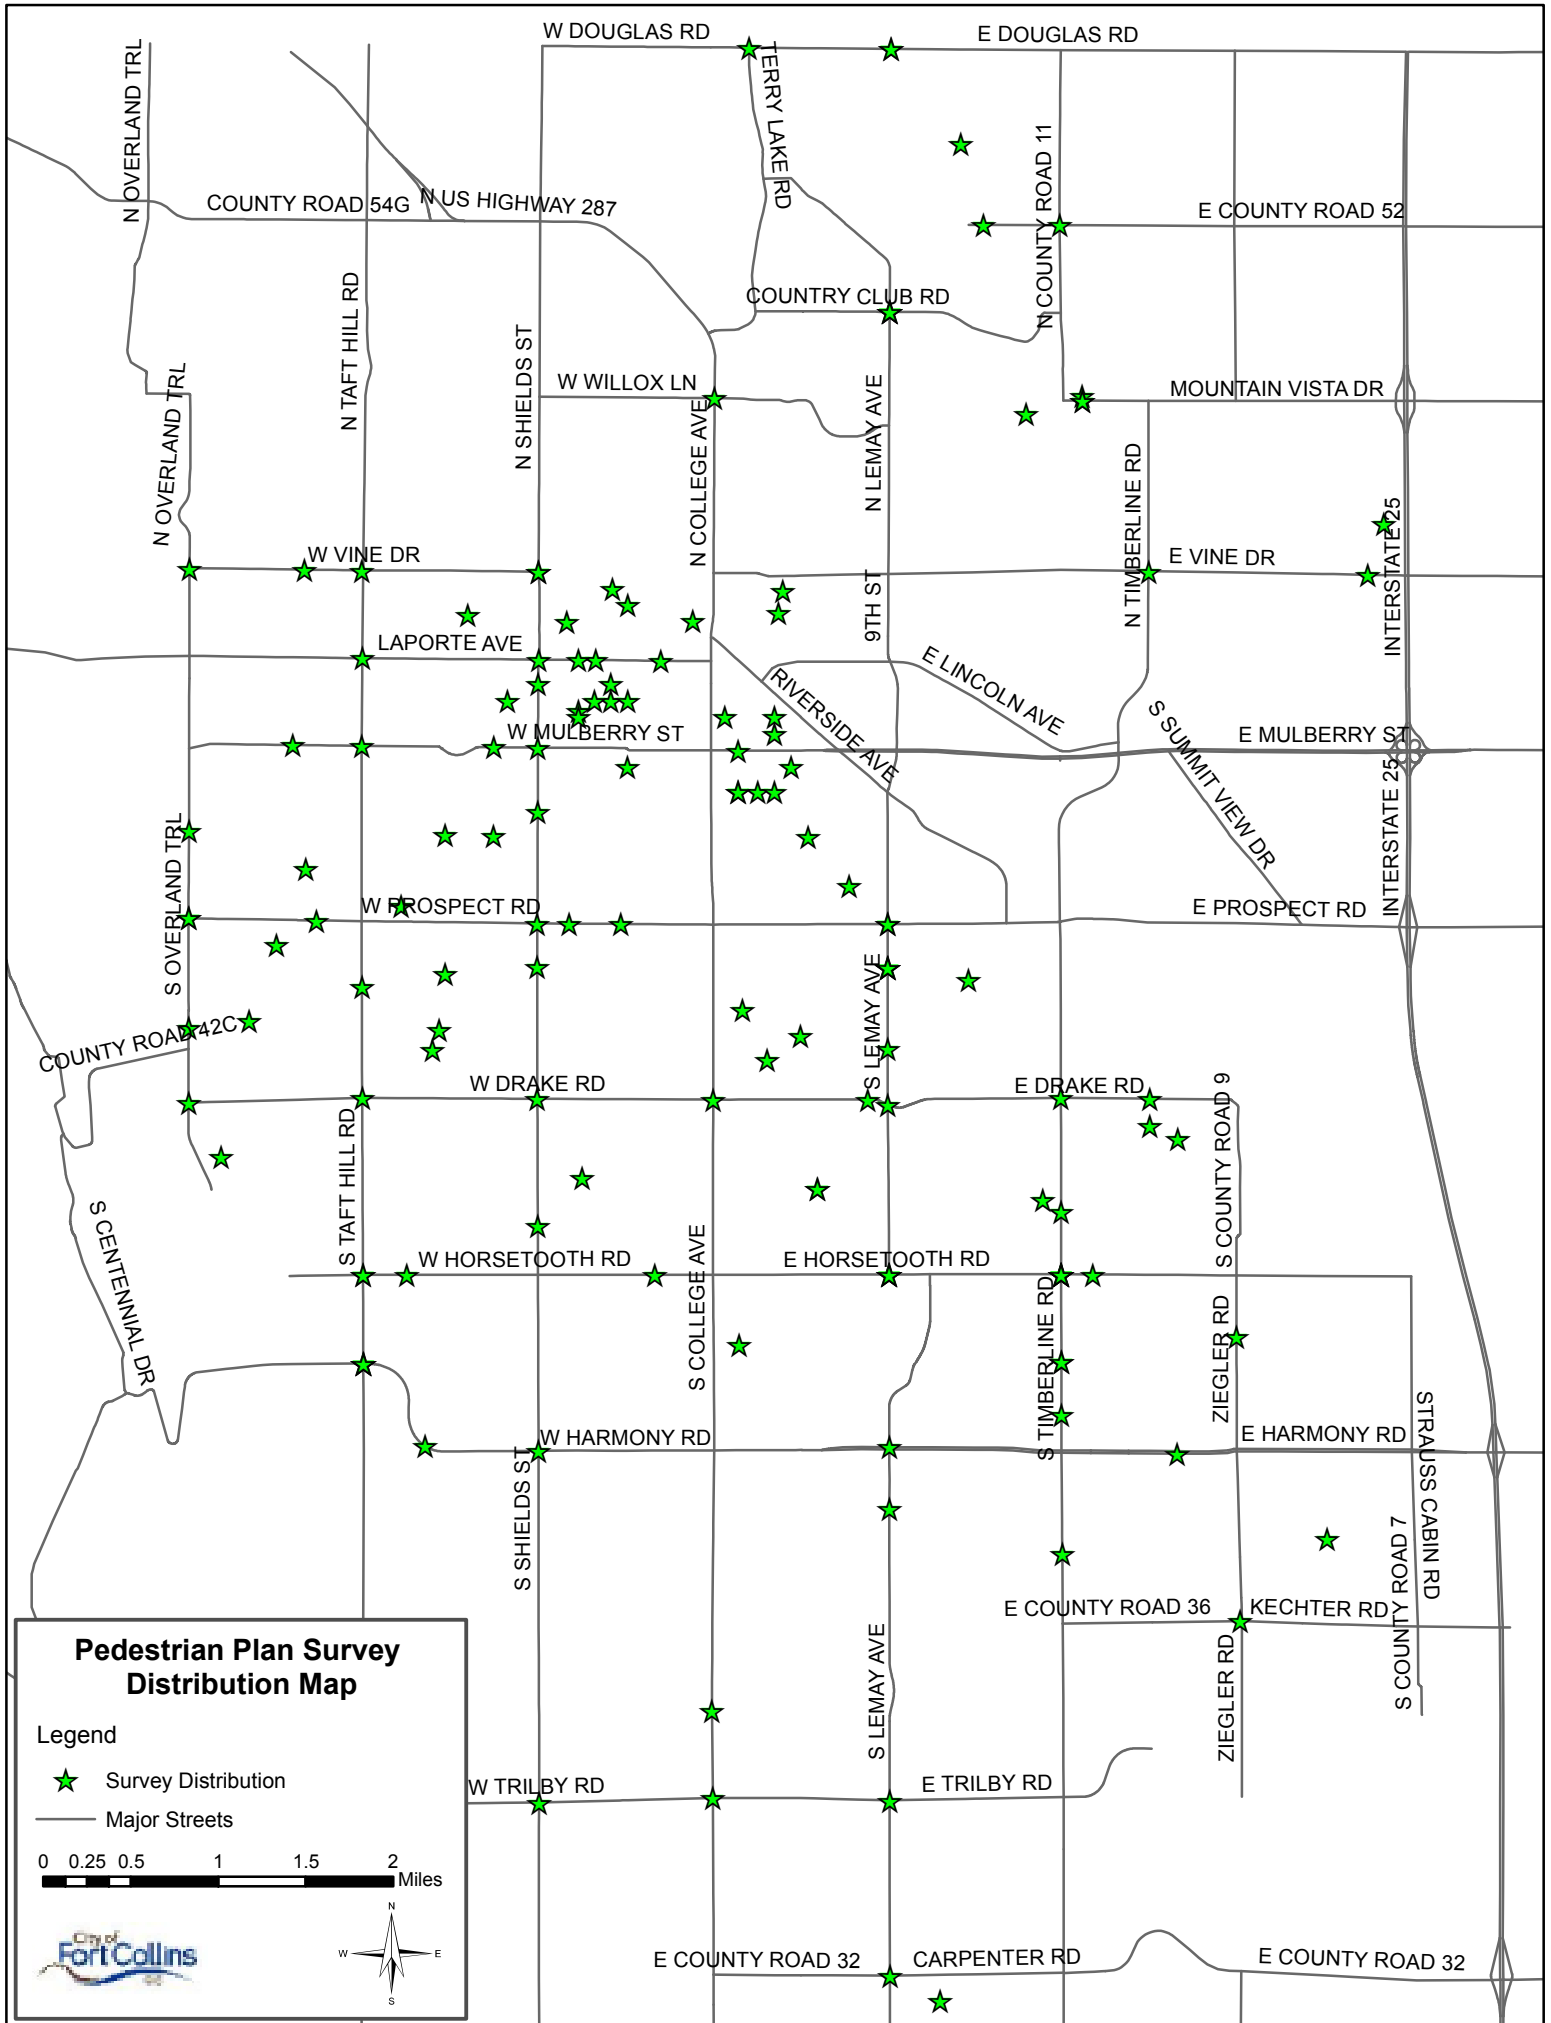 W DOUGLAS RD
E DOUGLAS RD
N OVERLAND TRL
TERRY LAKE RD
N COUNTY ROAD 11
COUNTY ROAD 54G
N US HIGHWAY 287
E COUNTY ROAD 52
N TAFT HILL RD
COUNTRY CLUB RD
N SHIELDS ST
W WILLOX LN
N LEMAY AVE
MOUNTAIN VISTA DR
N OVERLAND TRL
N COLLEGE AVE
N TIMBERLINE RD
INTERSTATE 25
W VINE DR
E VINE DR
9TH ST
LAPORTE AVE
E LINCOLN AVE
RIVERSIDE AVE
S SUMMIT VIEW DR
W MULBERRY ST
E MULBERRY ST
INTERSTATE 25
S OVERLAND TRL
W PROSPECT RD
E PROSPECT RD
S LEMAY AVE
COUNTY ROAD 42C
W DRAKE RD
E DRAKE RD
S COUNTY ROAD 9
S TAFT HILL RD
S CENTENNIAL DR
W HORSETOOTH RD
E HORSETOOTH RD
S COLLEGE AVE
S TIMBERLINE RD
ZIEGLER RD
W HARMONY RD
E HARMONY RD
STRAUSS CABIN RD
S SHIELDS ST
S COUNTY ROAD 7
E COUNTY ROAD 36
KECHTER RD
S LEMAY AVE
ZIEGLER RD
W TRILBY RD
E TRILBY RD
E COUNTY ROAD 32
CARPENTER RD
E COUNTY ROAD 32
Pedestrian Plan Survey
Distribution Map
Legend
Survey Distribution
Major Streets
0 0.25 0.5 1 1.5 2
Miles
N
W E
S
City of
Fort Collins